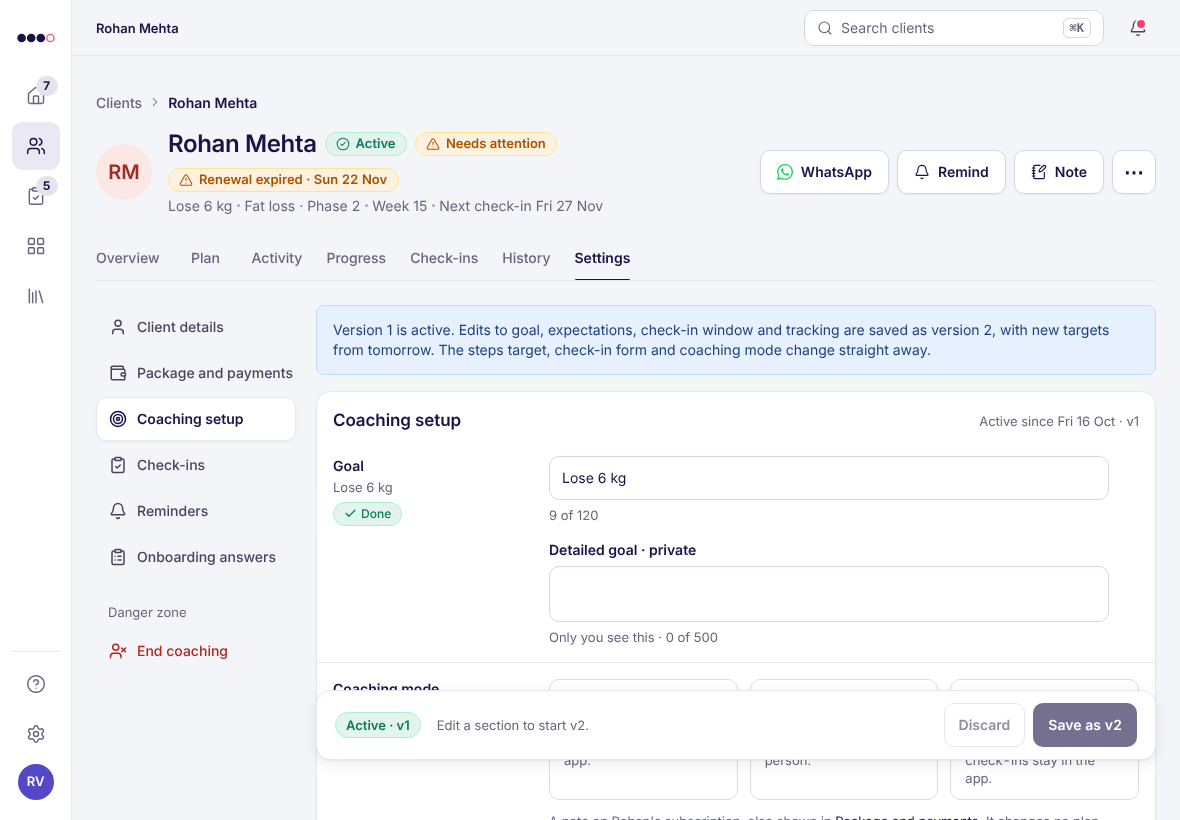 Rohan Mehta
Search clients
⌘K
7
5
Clients
Rohan Mehta
RM
Rohan Mehta
Active
Needs attention
Renewal expired · Sun 22 Nov
Lose 6 kg · Fat loss · Phase 2 · Week 15 · Next check-in Fri 27 Nov
WhatsApp
Remind
Note
Overview
Plan
Activity
Progress
Check-ins
History
Settings
Client details
Package and payments
Coaching setup
Check-ins
Reminders
Onboarding answers
Danger zone
End coaching
Version 1 is active. Edits to goal, expectations, check-in window and tracking are saved as version 2, with new targets
from tomorrow. The steps target, check-in form and coaching mode change straight away.
Coaching setup
Active since Fri 16 Oct · v1
Goal
Lose 6 kg
Done
Lose 6 kg
9 of 120
Detailed goal · private
Only you see this · 0 of 500
Coaching mode
Active · v1
Edit a section to start v2.
Discard
Save as v2
app.
person.
check-ins stay in the
app.
RV